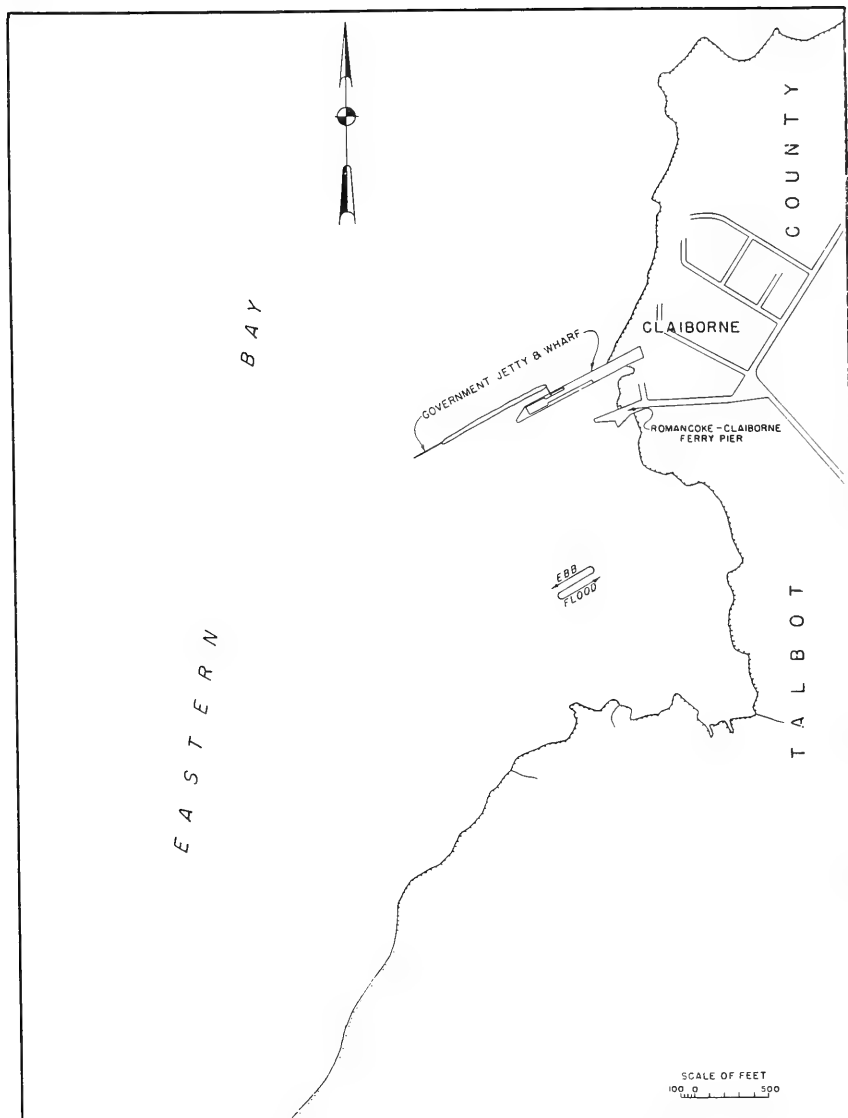 COUNTY
BAY
CLAIBORNE
GOVERNMENT JETTY & WHARF
ROMANCOKE-CLAIBORNE
FERRY PIER
EBB
FLOOD
TALBOT
EASTERN
SCALE OF FEET
100 0 500